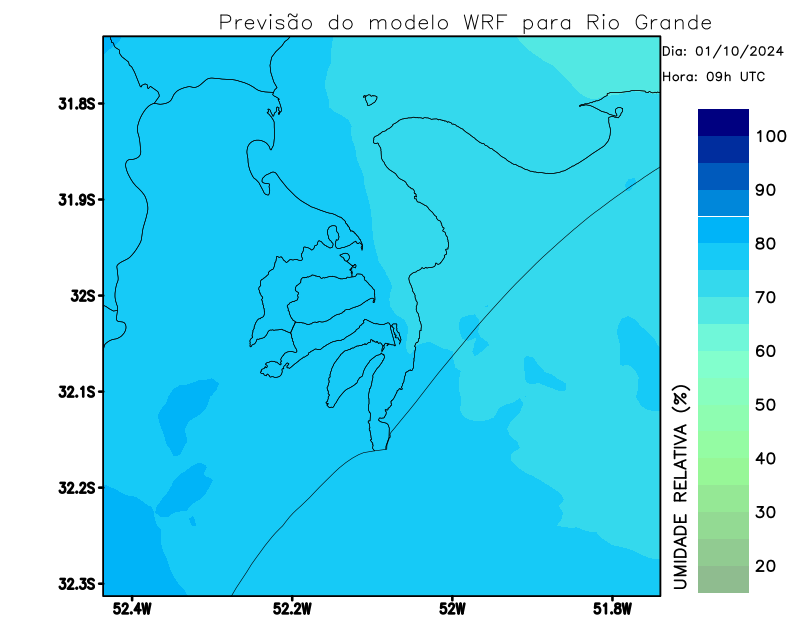 Previsão do modelo WRF para Rio Grande
Dia: 01/10/2024
Hora: 09h UTC
31.8S
31.9S
32S
32.1S
32.2S
32.3S
52.4W
52.2W
52W
51.8W
100
90
80
70
60
50
40
30
20
UMIDADE RELATIVA (%)